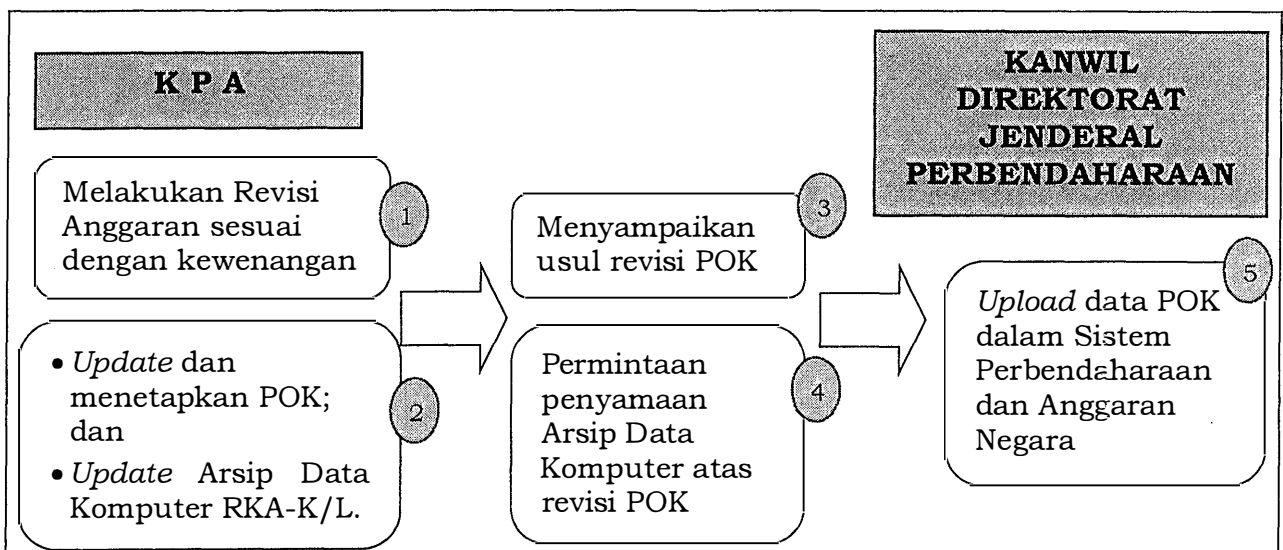 K P A
KANWIL
DIREKTORAT
JENDERAL
PERBENDAHARAAN
Melakukan Revisi
Anggaran sesuai
dengan kewenangan
1
• Update dan
menetapkan POK;
dan
• Update Arsip Data
Komputer RKA-K/L.
2
Menyampaikan
usul revisi POK
3
Permintaan
penyamaan
Arsip Data
Komputer atas
revisi POK
4
Upload data POK
dalam Sistem
Perbendaharaan
dan Anggaran
Negara
5